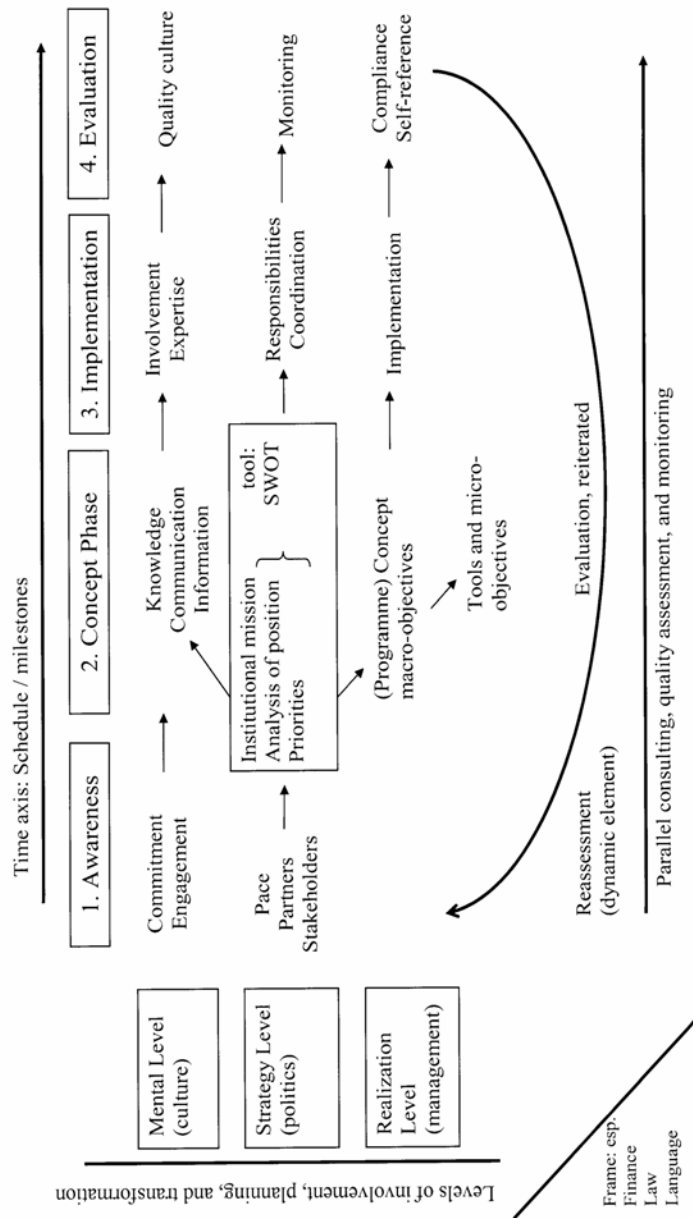 Time axis: Schedule / milestones
1. Awareness
2. Concept Phase
3. Implementation
4. Evaluation
Levels of involvement, planning, and transformation
Mental Level
(culture)
Commitment
Engagement
Knowledge
Communication
Information
Involvement
Expertise
Quality culture
Strategy Level
(politics)
Pace
Partners
Stakeholders
Institutional mission
Analysis of position
Priorities
tool:
SWOT
Responsibilities
Coordination
Monitoring
Realization
Level
(management)
(Programme) Concept
macro-objectives
Implementation
Compliance
Self-reference
Tools and micro-
objectives
Reassessment
(dynamic element)
Evaluation, reiterated
Parallel consulting, quality assessment, and monitoring
Frame: esp.
Finance
Law
Language